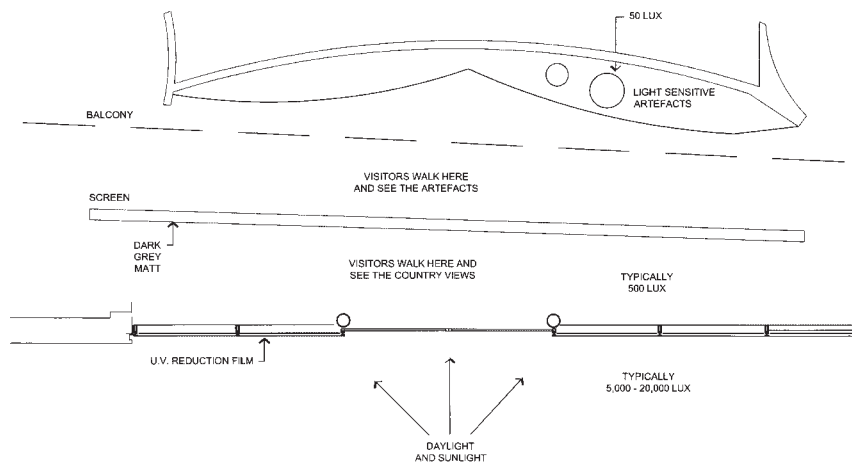 50 LUX
LIGHT SENSITIVE
ARTEFACTS
BALCONY
VISITORS WALK HERE
AND SEE THE ARTEFACTS
SCREEN
DARK
GREY
MATT
VISITORS WALK HERE AND
SEE THE COUNTRY VIEWS
TYPICALLY
500 LUX
U.V. REDUCTION FILM
TYPICALLY
5,000 - 20,000 LUX
DAYLIGHT
AND SUNLIGHT